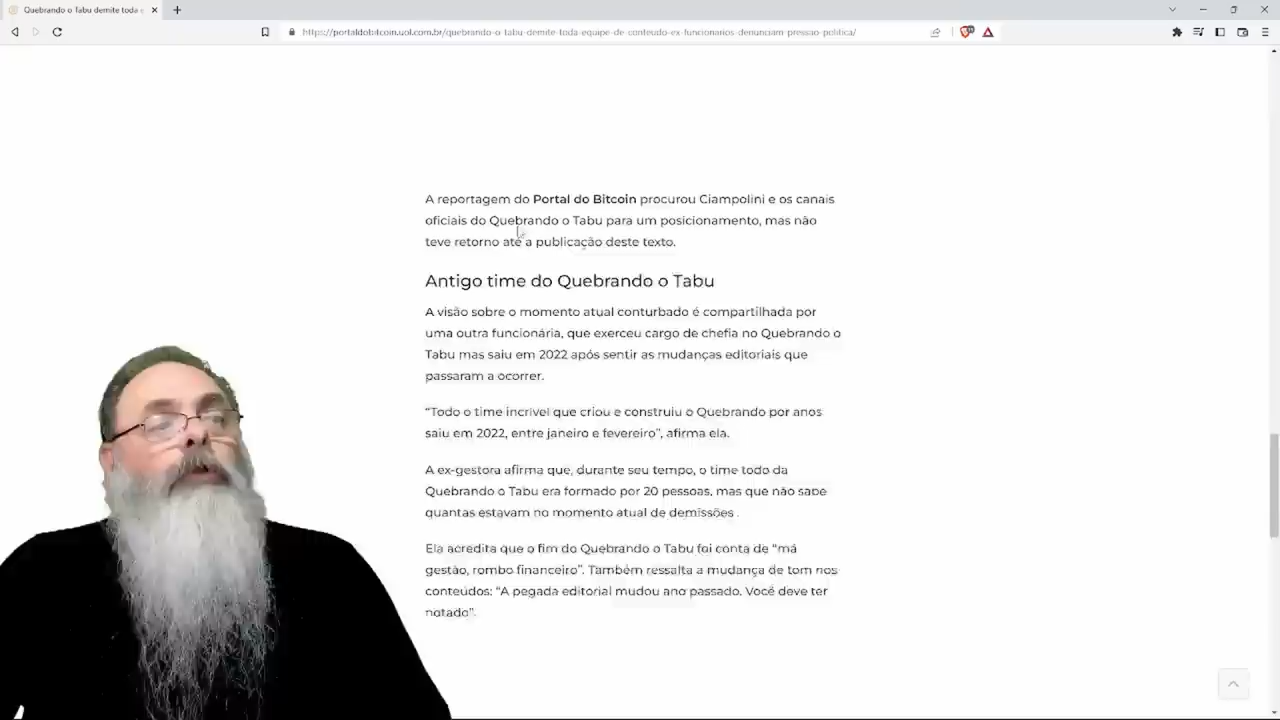 Quebrando o Tabu demite toda e
https://portaldobitcoin.uol.com.br/quebrando-o-tabu-demite-toda-equipe-de-conteudo-ex-funcionarios-denunciam-pressao-politica/
A reportagem do Portal do Bitcoin procurou Ciampolini e os canais
oficiais do Quebrando o Tabu para um posicionamento, mas não
teve retorno até a publicação deste texto.
Antigo time do Quebrando o Tabu
A visão sobre o momento atual conturbado é compartilhada por
uma outra funcionária, que exerceu cargo de chefia no Quebrando o
Tabu mas saiu em 2022 após sentir as mudanças editoriais que
passaram a ocorrer.
“Todo o time incrível que criou e construiu o Quebrando por anos
saiu em 2022, entre janeiro e fevereiro”, afirma ela.
A ex-gestora afirma que, durante seu tempo, o time todo da
Quebrando o Tabu era formado por 20 pessoas, mas que não sabe
quantas estavam no momento atual de demissões .
Ela acredita que o fim do Quebrando o Tabu foi conta de “má
gestão, rombo financeiro”. Também ressalta a mudança de tom nos
conteúdos: “A pegada editorial mudou ano passado. Você deve ter
notado”.